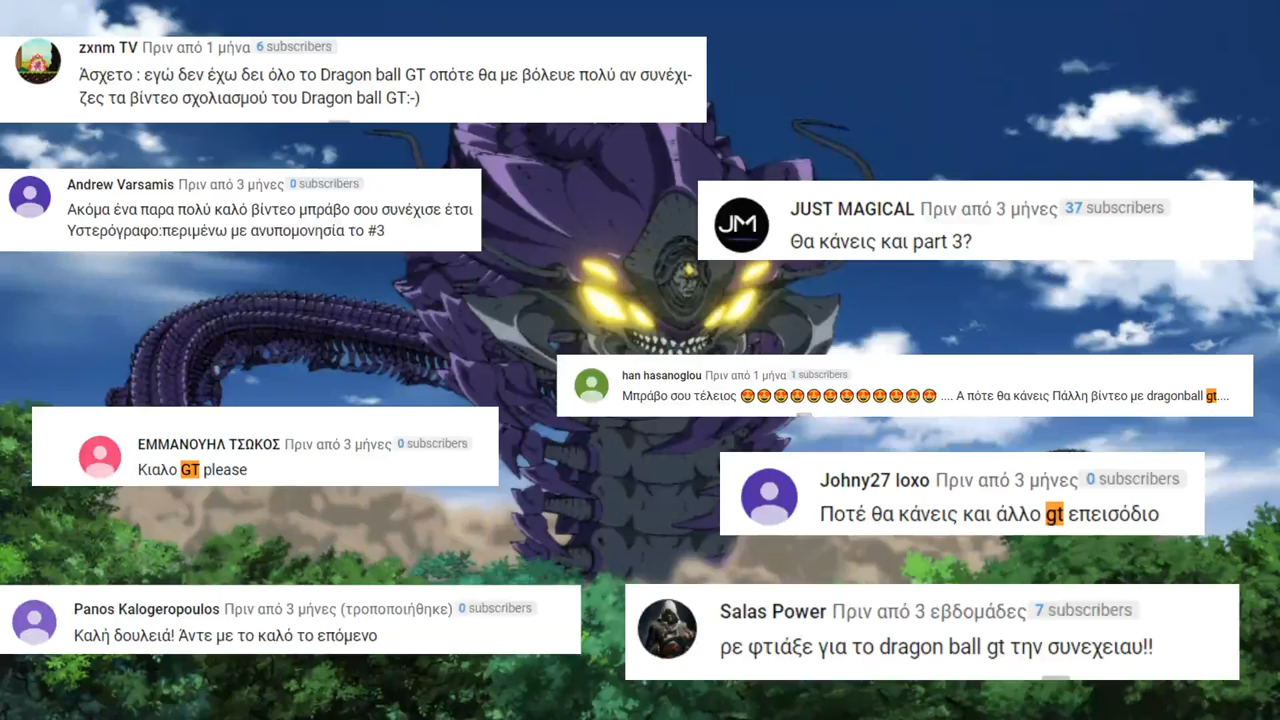 zxnm TV Πριν από 1 μήνα 6 subscribers
Άσχετο : εγώ δεν έχω δει όλο το Dragon ball GT οπότε θα με βόλευε πολύ αν συνέχι-
ζες τα βίντεο σχολιασμού του Dragon ball GT:-)
Andrew Varsamis Πριν από 3 μήνες 0 subscribers
Ακόμα ένα παρα πολύ καλό βίντεο μπράβο σου συνέχισε έτσι
Υστερόγραφο:περιμένω με ανυπομονησία το #3
JM
JUST MAGICAL Πριν από 3 μήνες 37 subscribers
Θα κάνεις και part 3?
han hasanoglou Πριν από 1 μήνα 1 subscribers
Μπράβο σου τέλειος 🤩🤩🤩🤩🤩🤩🤩🤩🤩🤩🤩🤩 .... Α πότε θα κάνεις Πάλλη βίντεο με dragonball gt....
ΕΜΜΑΝΟΥΗΛ ΤΣΩΚΟΣ Πριν από 3 μήνες 0 subscribers
Κιαλο GT please
Johny27 loxo Πριν από 3 μήνες 0 subscribers
Ποτέ θα κάνεις και άλλο gt επεισόδιο
Panos Kalogeropoulos Πριν από 3 μήνες (τροποποιήθηκε) 0 subscribers
Καλή δουλειά! Άντε με το καλό το επόμενο
Salas Power Πριν από 3 εβδομάδες 7 subscribers
ρε φτιάξε για το dragon ball gt την συνεχειαυ!!